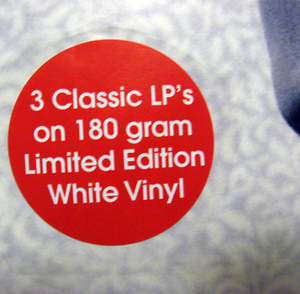 3 Classic LP's
on 180 gram
Limited Edition
White Vinyl